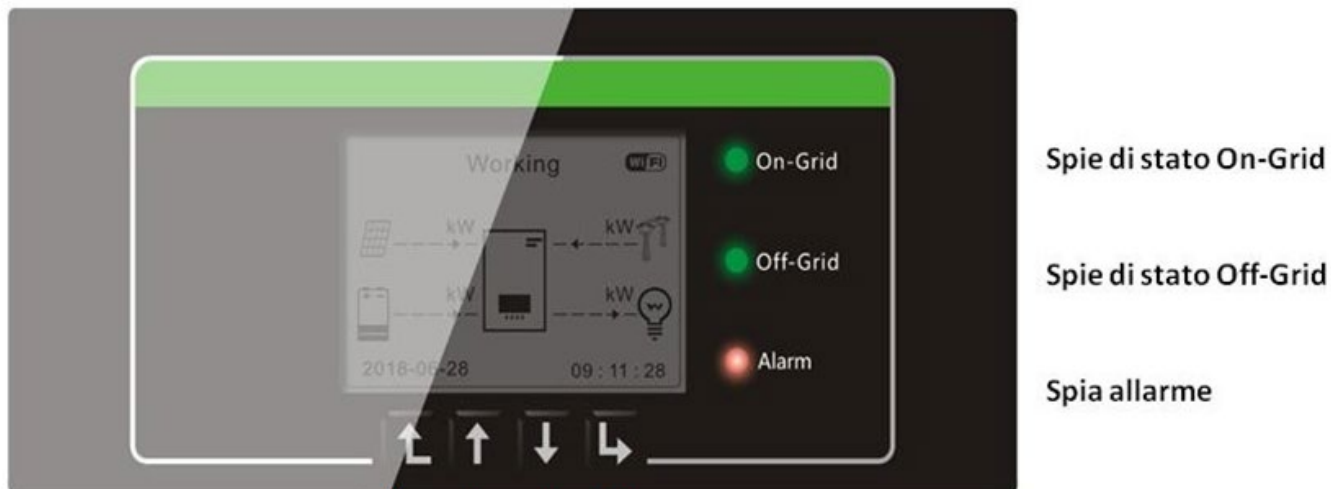 Working
WiFi
On-Grid
Spie di stato On-Grid
kW
kW
Off-Grid
Spie di stato Off-Grid
kW
kW
2018-06-28
09 : 11 : 28
Alarm
Spia allarme